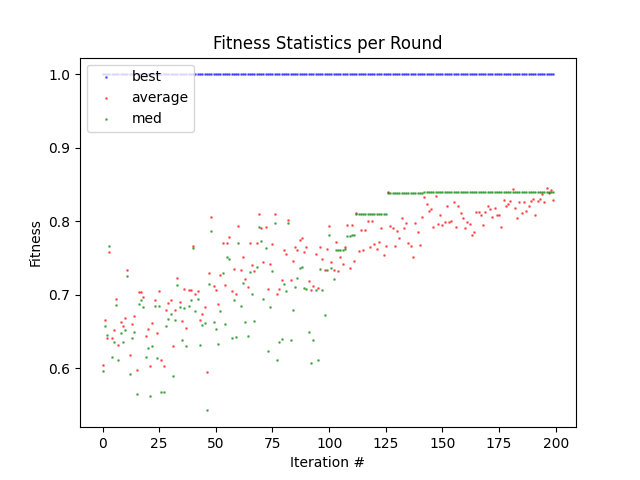 Fitness Statistics per Round
best
average
med
Fitness
1.0
0.9
0.8
0.7
0.6
0 25 50 75 100 125 150 175 200
Iteration #